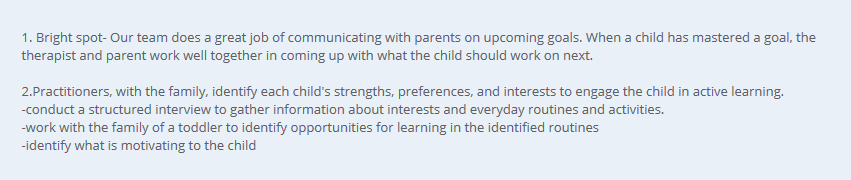 1. Bright spot- Our team does a great job of communicating with parents on upcoming goals. When a child has mastered a goal, the
therapist and parent work well together in coming up with what the child should work on next.
2.Practitioners, with the family, identify each child's strengths, preferences, and interests to engage the child in active learning.
-conduct a structured interview to gather information about interests and everyday routines and activities.
-work with the family of a toddler to identify opportunities for learning in the identified routines
-identify what is motivating to the child